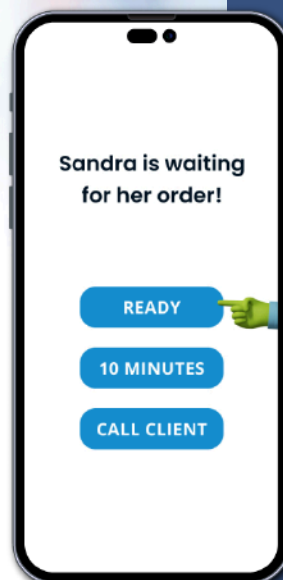 Sandra is waiting
for her order!
READY
10 MINUTES
CALL CLIENT